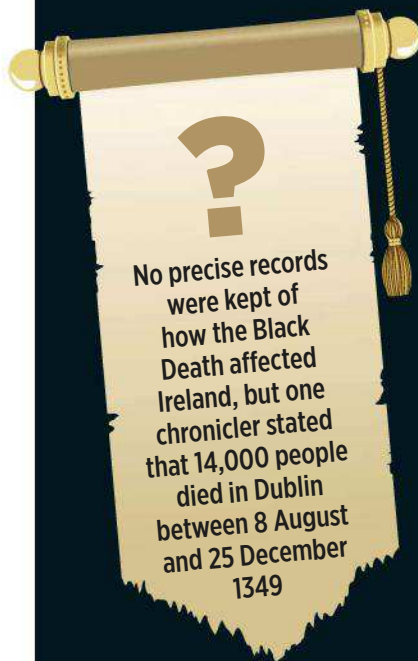 ?
No precise records
were kept of
how the Black
Death affected
Ireland, but one
chronicler stated
that 14,000 people
died in Dublin
between 8 August
and 25 December
1349